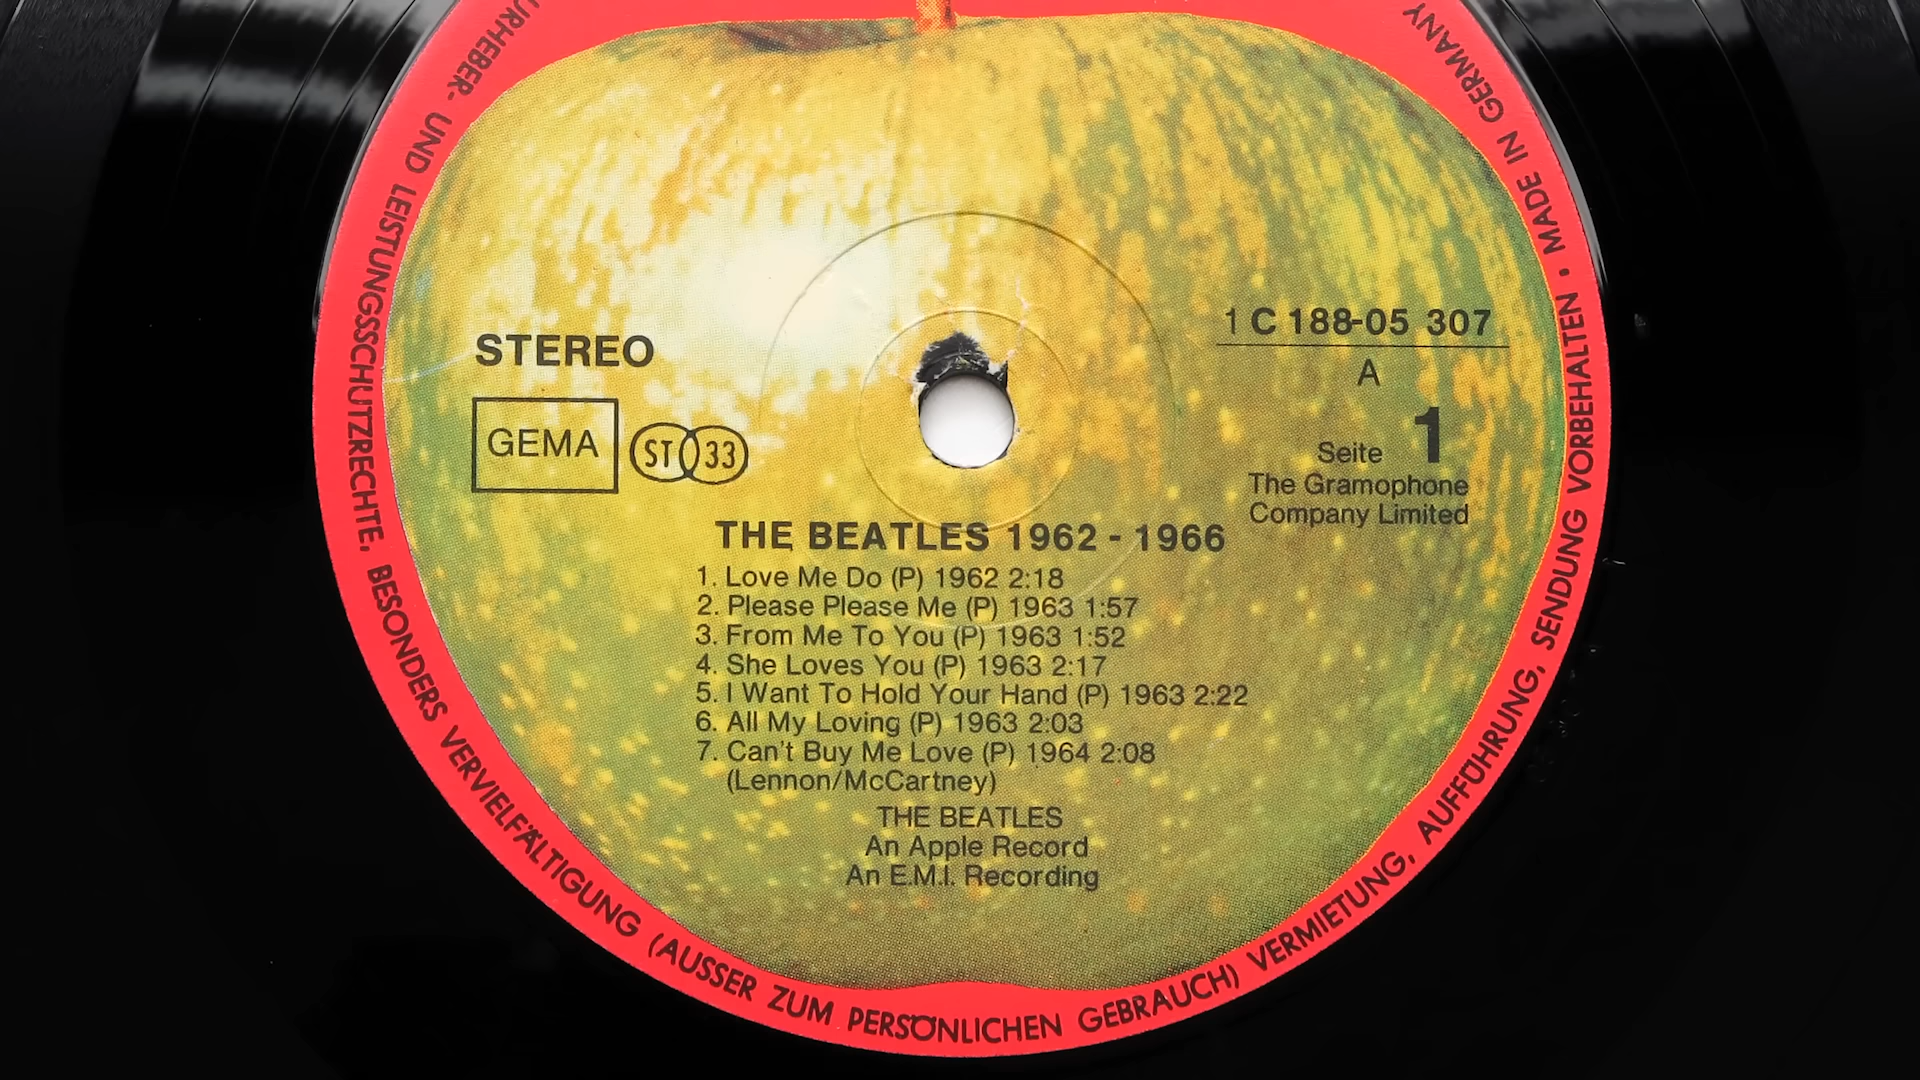 URHEBER- UND LEISTUNGSSCHUTZRECHTE, BESONDERS VERVIELFÄLTIGUNG (AUSSER ZUM PERSÖNLICHEN GEBRAUCH) VERMIETUNG, AUFFÜHRUNG, SENDUNG VORBEHALTEN · MADE IN GERMANY
STEREO
GEMA
ST 33
1 C 188-05 307
A
Seite 1
The Gramophone
Company Limited
THE BEATLES 1962 - 1966
1. Love Me Do (P) 1962 2:18
2. Please Please Me (P) 1963 1:57
3. From Me To You (P) 1963 1:52
4. She Loves You (P) 1963 2:17
5. I Want To Hold Your Hand (P) 1963 2:22
6. All My Loving (P) 1963 2:03
7. Can't Buy Me Love (P) 1964 2:08
(Lennon/McCartney)
THE BEATLES
An Apple Record
An E.M.I. Recording